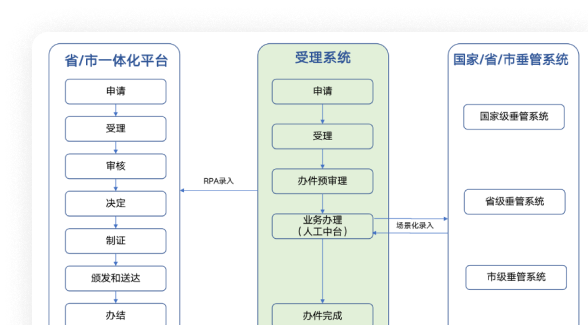 省/市一体化平台
申请
受理
审核
决定
制证
颁发和送达
办结
RPA录入
受理系统
申请
受理
办件预审理
业务办理
(人工中台)
办件完成
场景化录入
国家/省/市垂管系统
国家级垂管系统
省级垂管系统
市级垂管系统